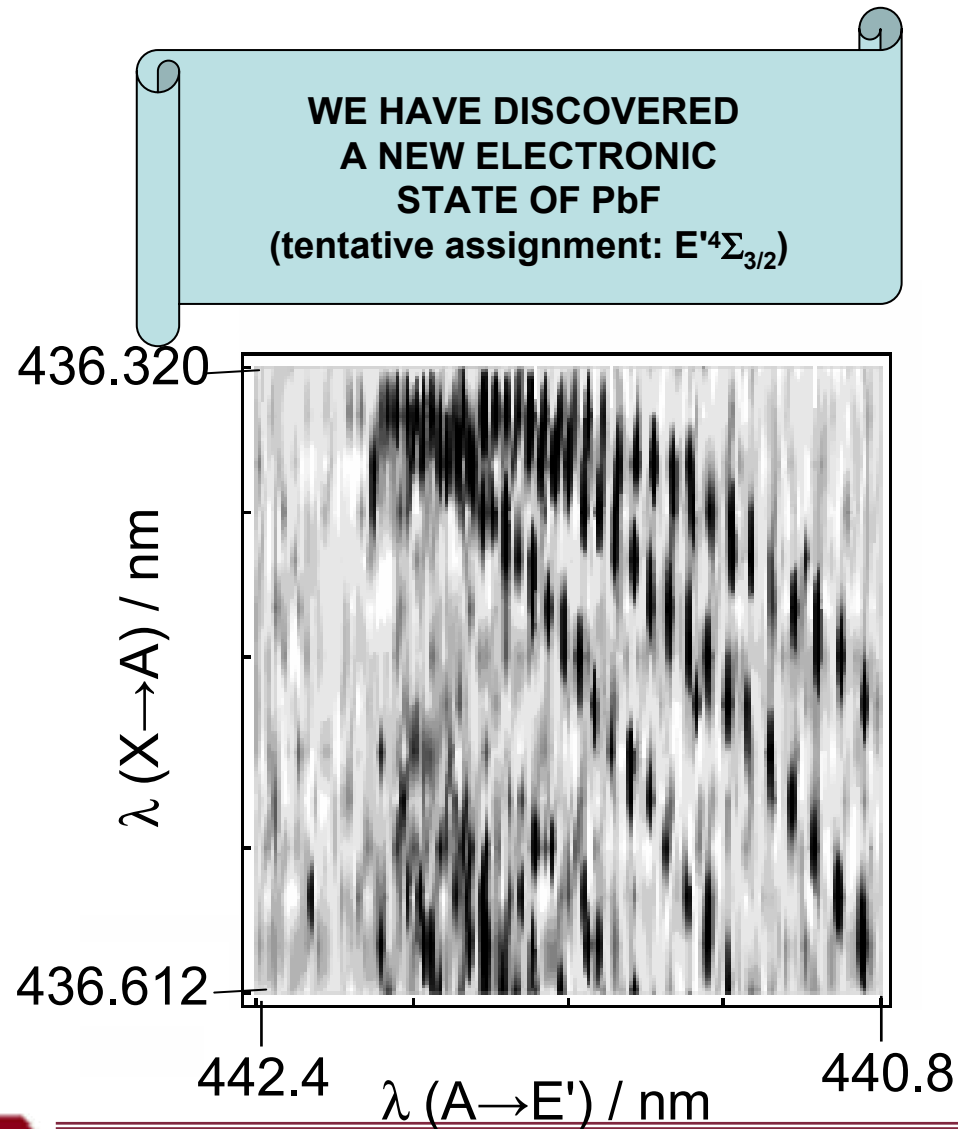 WE HAVE DISCOVERED
A NEW ELECTRONIC
STATE OF PbF
(tentative assignment: E'⁴Σ₃/₂)
436.320
λ (X→A) / nm
436.612
442.4
440.8
λ (A→E') / nm